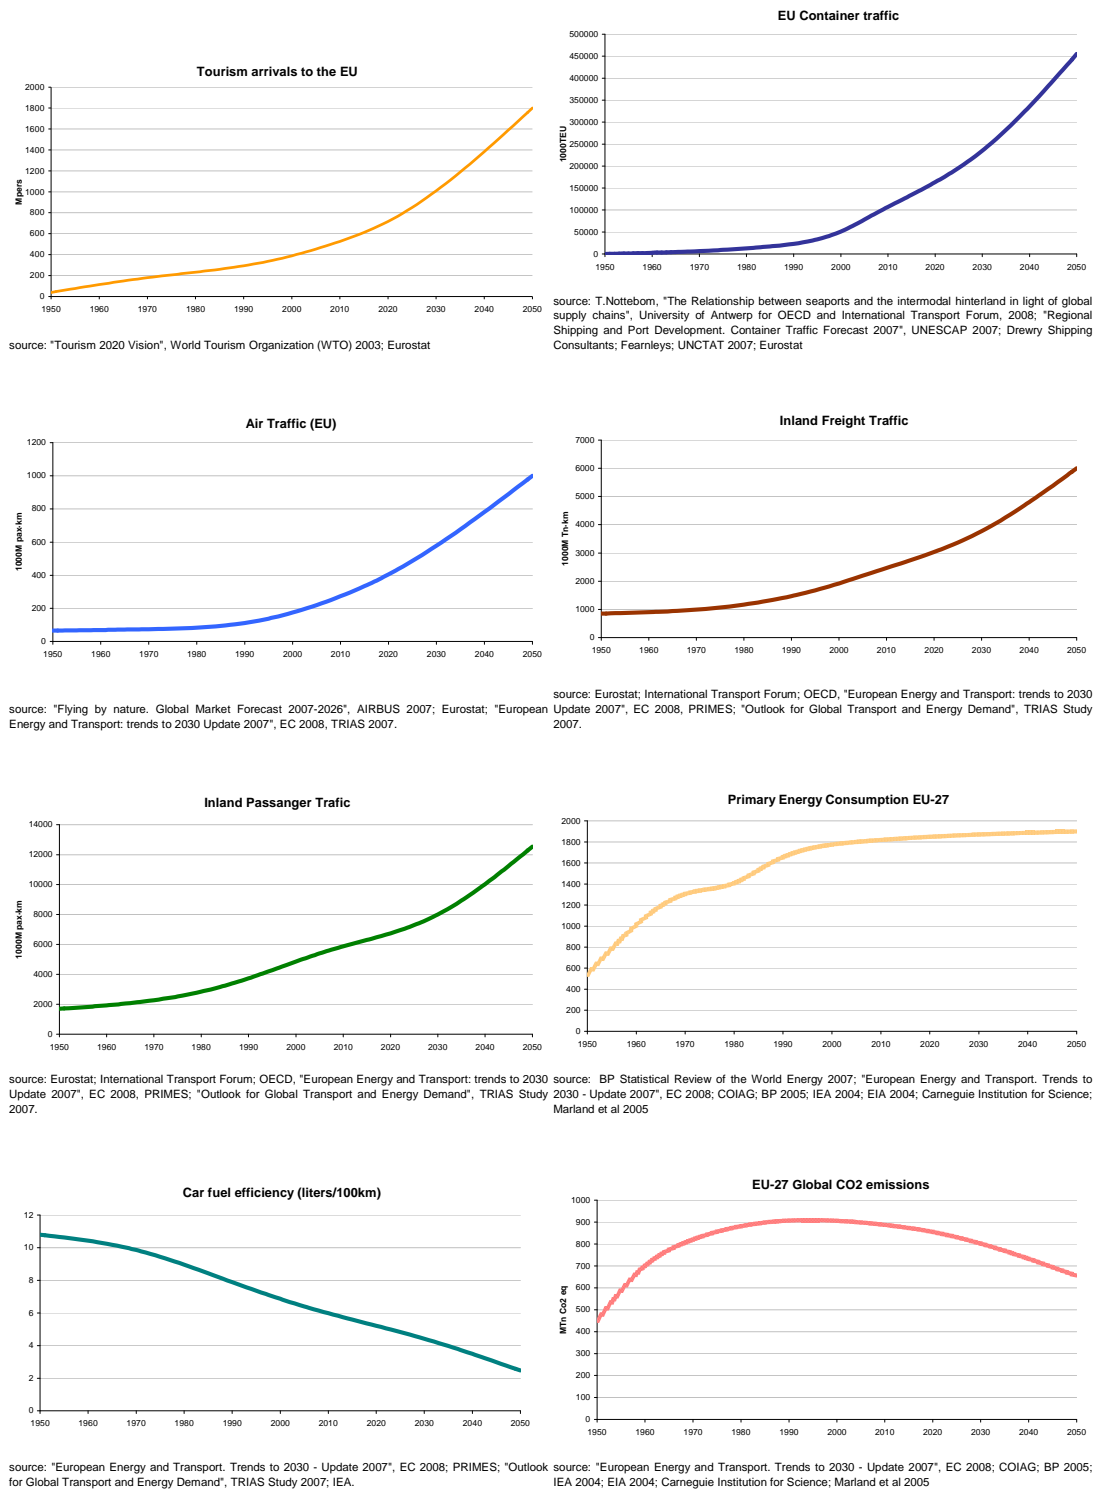 Tourism arrivals to the EU
2000
1800
1600
1400
1200
1000
800
600
400
200
0
Mpers
1950 1960 1970 1980 1990 2000 2010 2020 2030 2040 2050
source: "Tourism 2020 Vision", World Tourism Organization (WTO) 2003; Eurostat
EU Container traffic
500000
450000
400000
350000
300000
250000
200000
150000
100000
50000
0
1000TEU
1950 1960 1970 1980 1990 2000 2010 2020 2030 2040 2050
source: T.Nottebom, "The Relationship between seaports and the intermodal hinterland in light of global
supply chains", University of Antwerp for OECD and International Transport Forum, 2008; "Regional
Shipping and Port Development. Container Traffic Forecast 2007", UNESCAP 2007; Drewry Shipping
Consultants; Fearnleys; UNCTAT 2007; Eurostat
Air Traffic (EU)
1200
1000
800
600
400
200
0
1000M pax-km
1950 1960 1970 1980 1990 2000 2010 2020 2030 2040 2050
source: "Flying by nature. Global Market Forecast 2007-2026", AIRBUS 2007; Eurostat; "European
Energy and Transport: trends to 2030 Update 2007", EC 2008, TRIAS 2007.
Inland Freight Traffic
7000
6000
5000
4000
3000
2000
1000
0
1000M Tn-km
1950 1960 1970 1980 1990 2000 2010 2020 2030 2040 2050
source: Eurostat; International Transport Forum; OECD, "European Energy and Transport: trends to 2030
Update 2007", EC 2008, PRIMES; "Outlook for Global Transport and Energy Demand", TRIAS Study
2007.
Inland Passanger Trafic
14000
12000
10000
8000
6000
4000
2000
0
1000M pax-km
1950 1960 1970 1980 1990 2000 2010 2020 2030 2040 2050
source: Eurostat; International Transport Forum; OECD, "European Energy and Transport: trends to 2030
Update 2007", EC 2008, PRIMES; "Outlook for Global Transport and Energy Demand", TRIAS Study
2007.
Primary Energy Consumption EU-27
2000
1800
1600
1400
1200
1000
800
600
400
200
0
1950 1960 1970 1980 1990 2000 2010 2020 2030 2040 2050
source: BP Statistical Review of the World Energy 2007; "European Energy and Transport. Trends to
2030 - Update 2007", EC 2008; COIAG; BP 2005; IEA 2004; EIA 2004; Carneguie Institution for Science;
Marland et al 2005
Car fuel efficiency (liters/100km)
12
10
8
6
4
2
0
1950 1960 1970 1980 1990 2000 2010 2020 2030 2040 2050
source: "European Energy and Transport. Trends to 2030 - Update 2007", EC 2008; PRIMES; "Outlook
for Global Transport and Energy Demand", TRIAS Study 2007; IEA.
EU-27 Global CO2 emissions
1000
900
800
700
600
500
400
300
200
100
0
MTn Co2 eq
1950 1960 1970 1980 1990 2000 2010 2020 2030 2040 2050
source: "European Energy and Transport. Trends to 2030 - Update 2007", EC 2008; COIAG; BP 2005;
IEA 2004; EIA 2004; Carneguie Institution for Science; Marland et al 2005